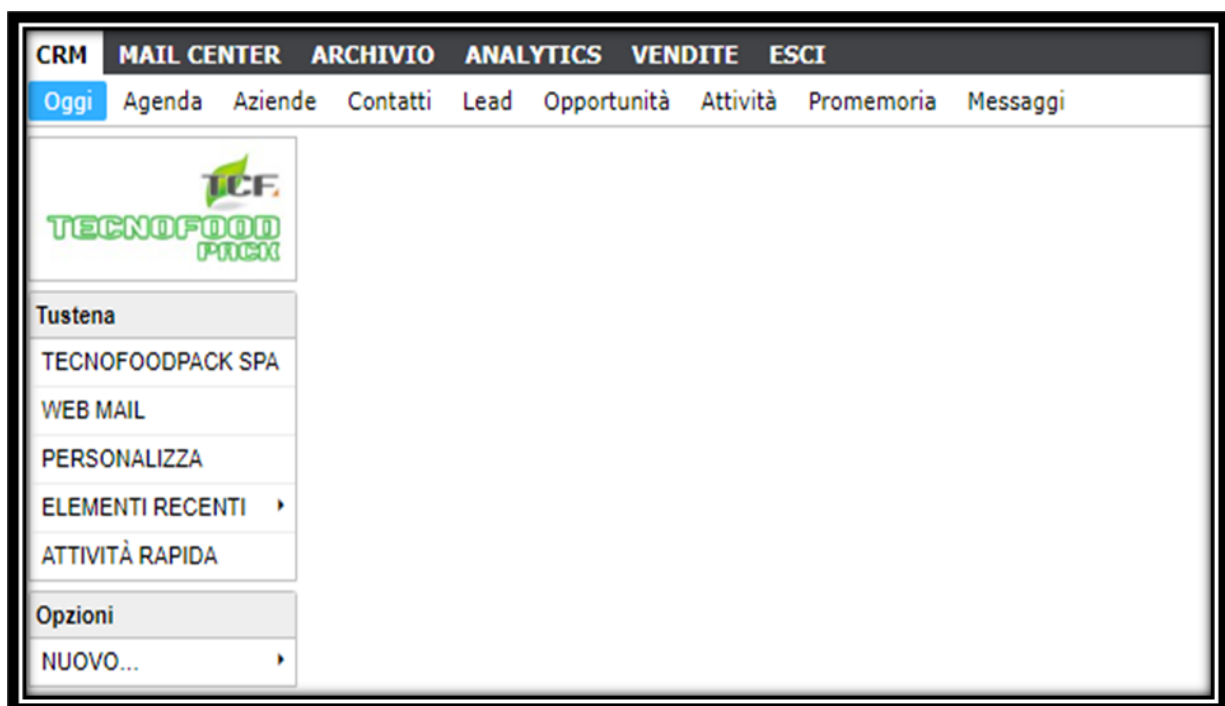 CRM MAIL CENTER ARCHIVIO ANALYTICS VENDITE ESCI
Oggi Agenda Aziende Contatti Lead Opportunità Attività Promemoria Messaggi
TCF.
TECNOFOOD
PACK
Tustena
TECNOFOODPACK SPA
WEB MAIL
PERSONALIZZA
ELEMENTI RECENTI
ATTIVITÀ RAPIDA
Opzioni
NUOVO...